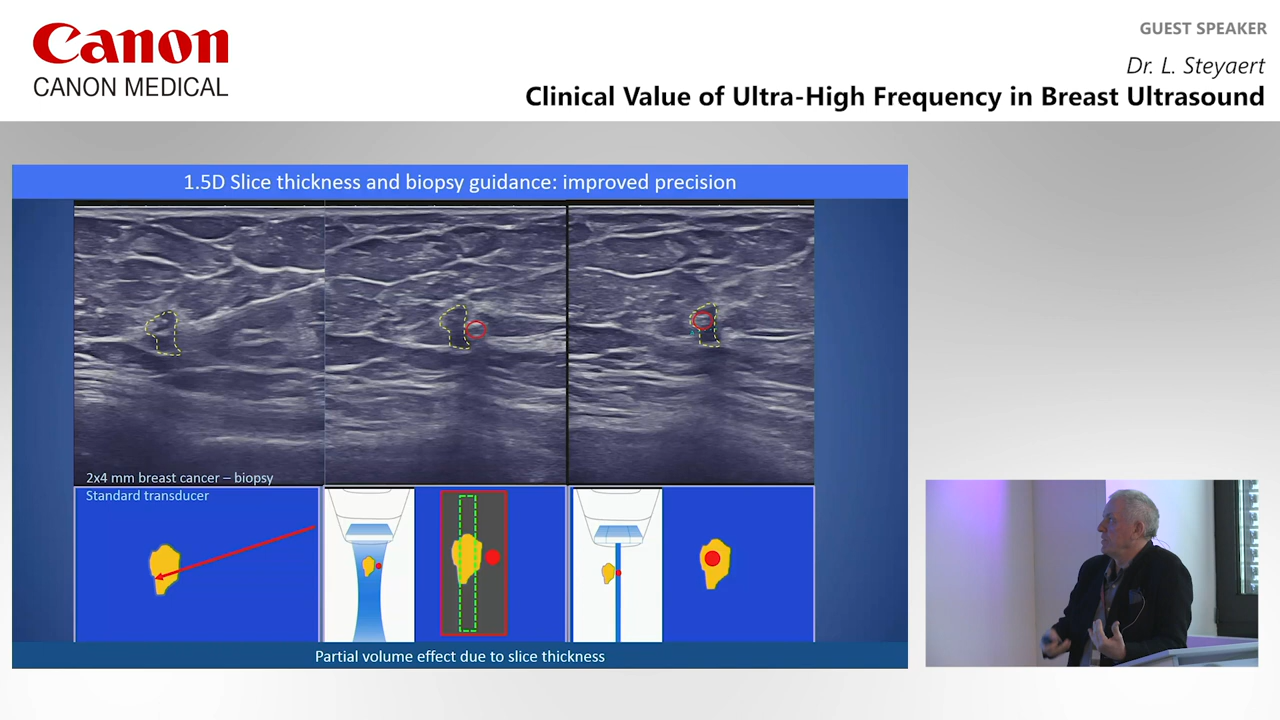 Canon
CANON MEDICAL
GUEST SPEAKER
Dr. L. Steyaert
Clinical Value of Ultra-High Frequency in Breast Ultrasound
1.5D Slice thickness and biopsy guidance: improved precision
2x4 mm breast cancer – biopsy
Standard transducer
Partial volume effect due to slice thickness